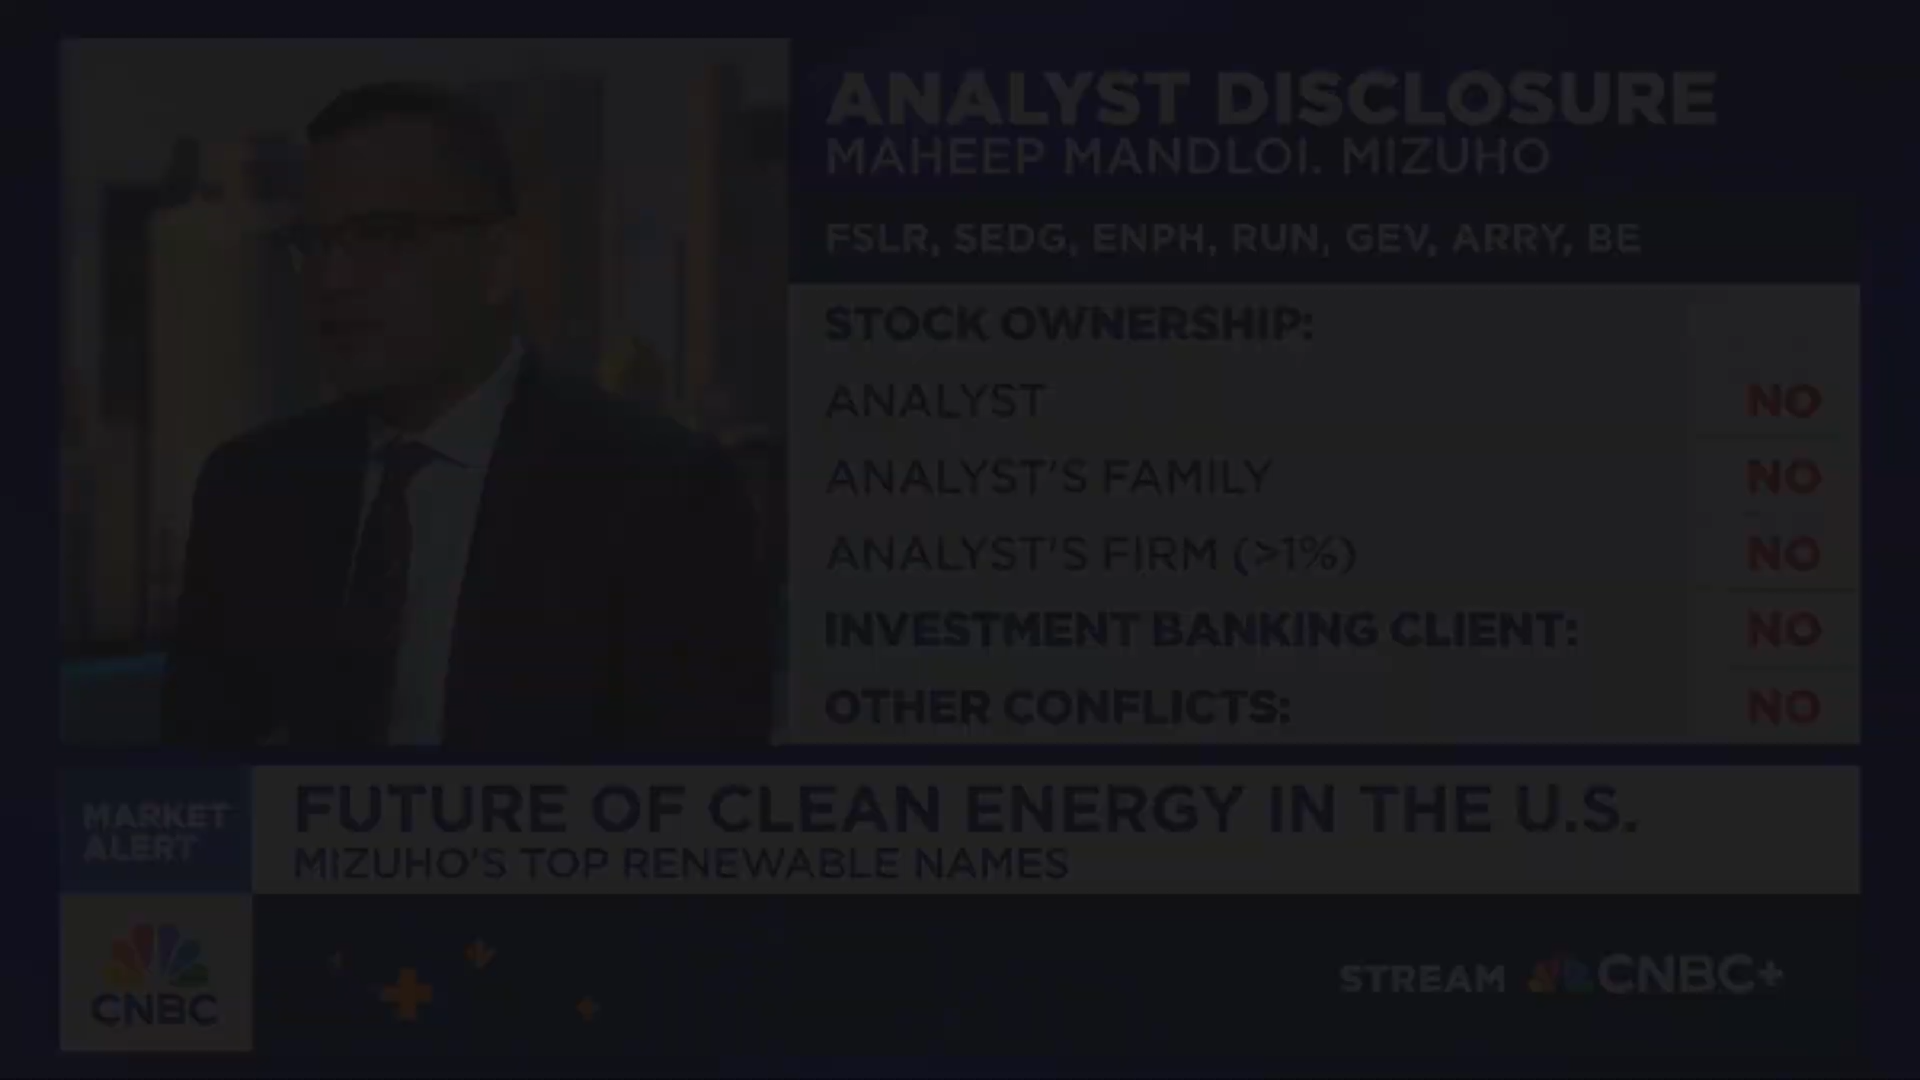 ANALYST DISCLOSURE
MAHEEP MANDLOI. MIZUHO
FSLR, SEDG, ENPH, RUN, GEV, ARRY, BE
STOCK OWNERSHIP:
ANALYST NO
ANALYST'S FAMILY NO
ANALYST'S FIRM (>1%) NO
INVESTMENT BANKING CLIENT: NO
OTHER CONFLICTS: NO
MARKET
ALERT
FUTURE OF CLEAN ENERGY IN THE U.S.
MIZUHO'S TOP RENEWABLE NAMES
CNBC
STREAM CNBC+